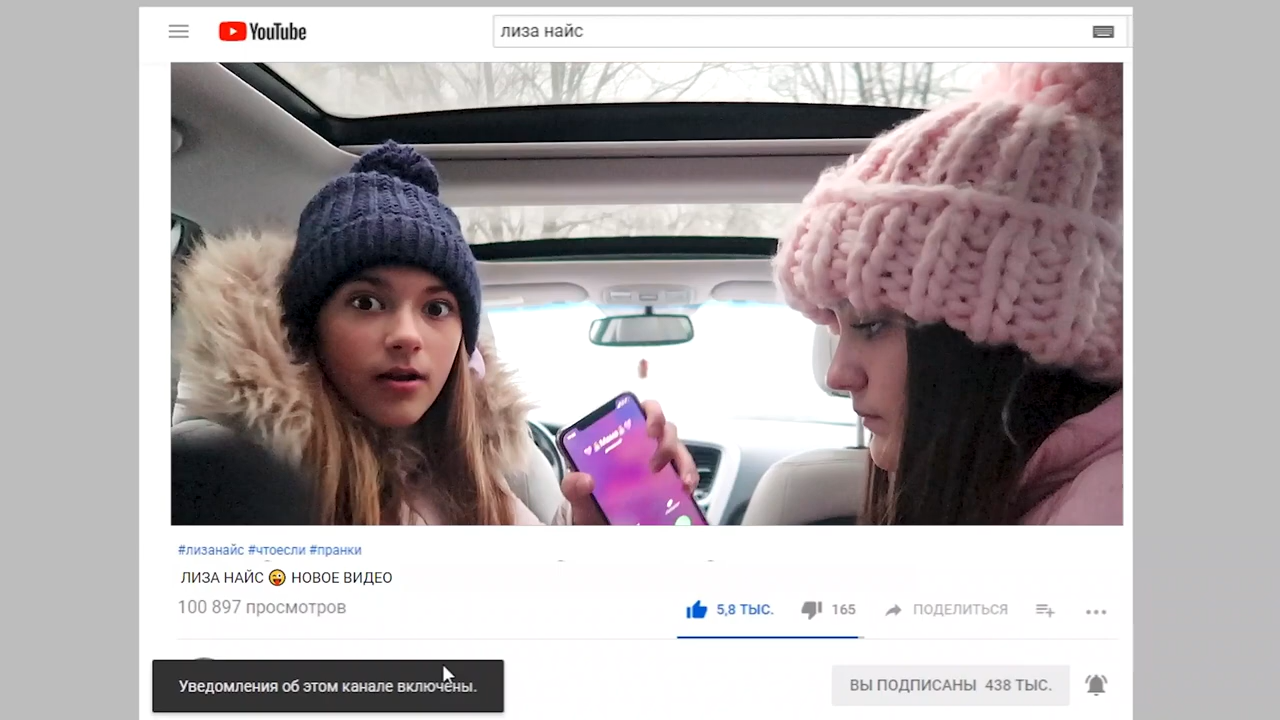 YouTube
лиза найс
#лизанайс #чтоесли #пранки
ЛИЗА НАЙС 😜 НОВОЕ ВИДЕО
100 897 просмотров
5,8 ТЫС.
165
ПОДЕЛИТЬСЯ
Уведомления об этом канале включены.
ВЫ ПОДПИСАНЫ 438 ТЫС.